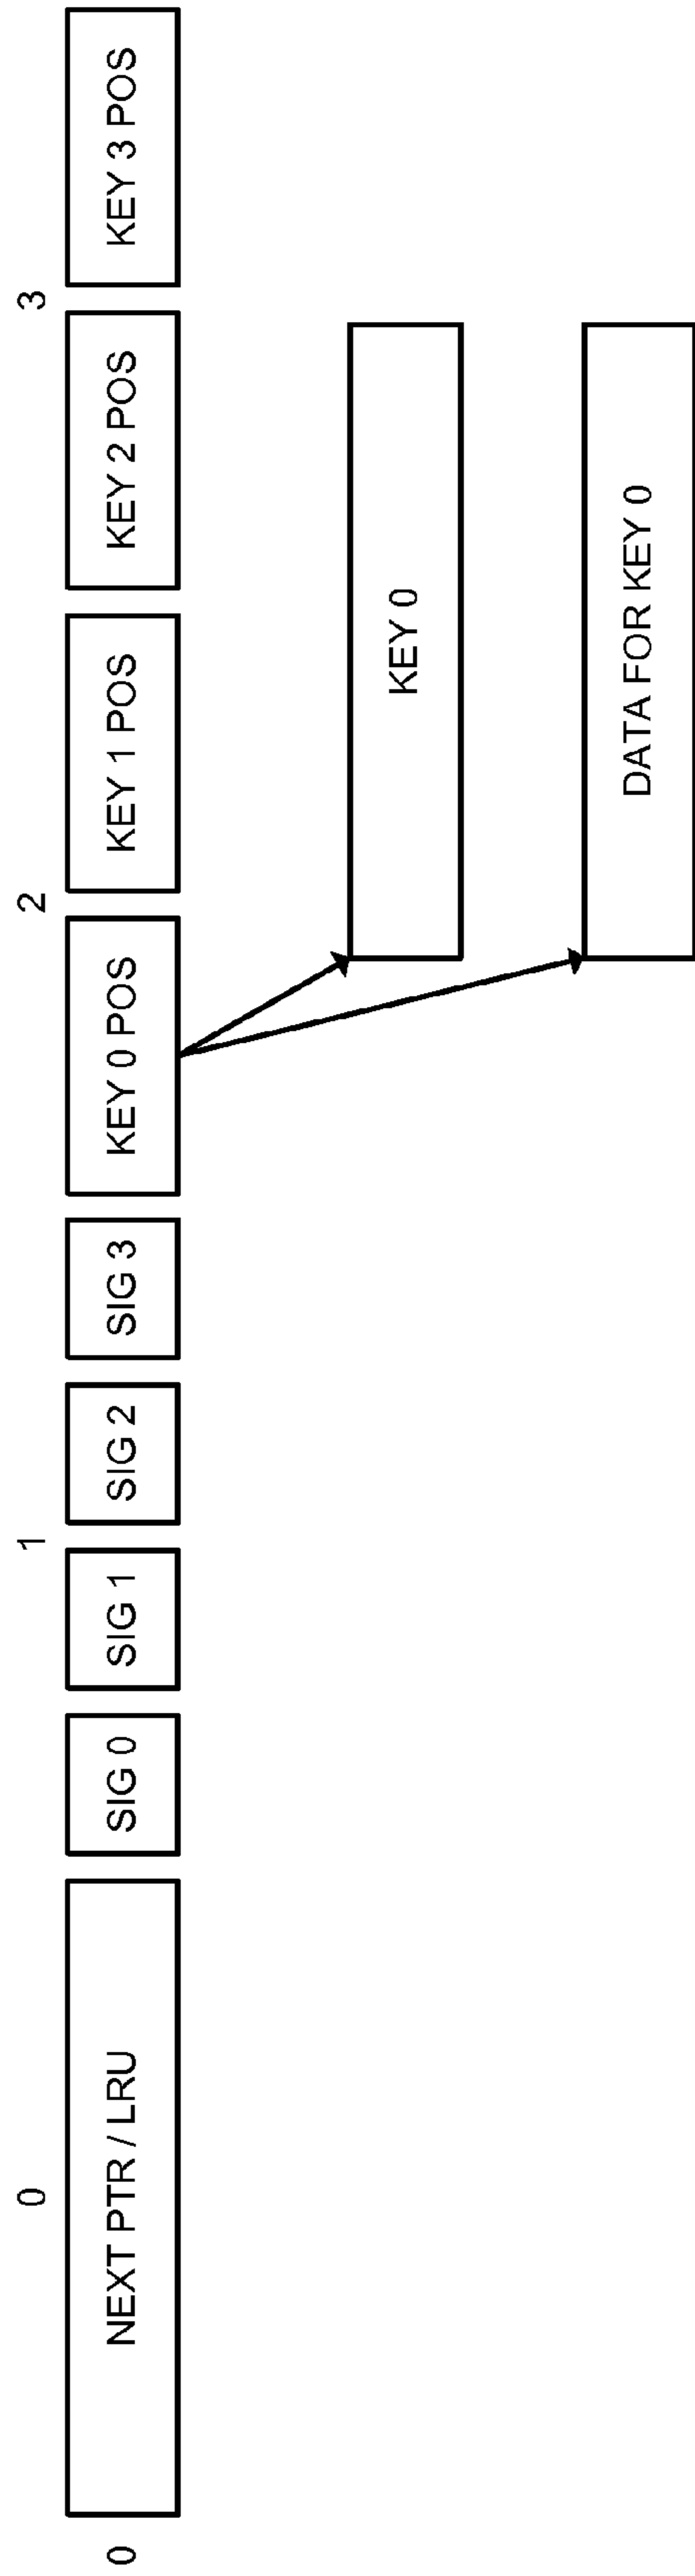 0 1 2 3
0 NEXT PTR / LRU SIG 0 SIG 1 SIG 2 SIG 3 KEY 0 POS KEY 1 POS KEY 2 POS KEY 3 POS
KEY 0
DATA FOR KEY 0